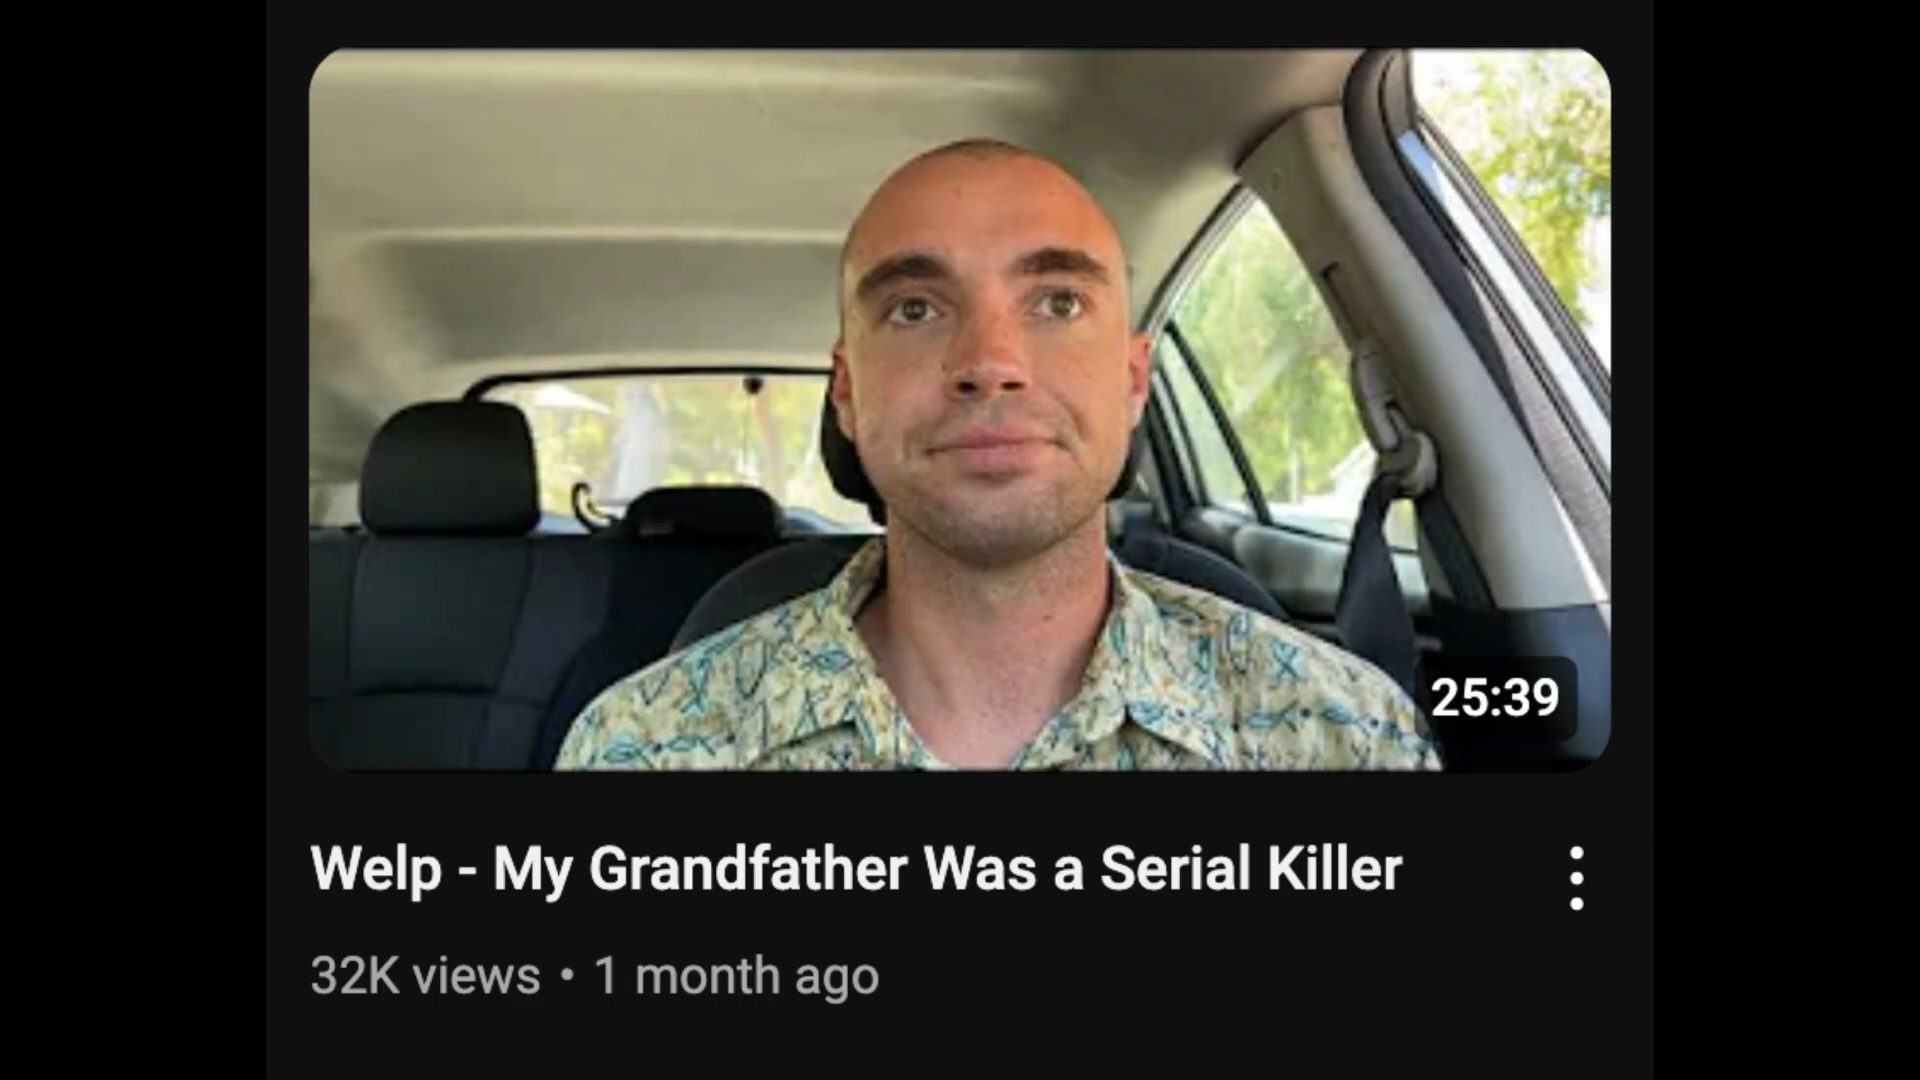 25:39
Welp - My Grandfather Was a Serial Killer
32K views • 1 month ago